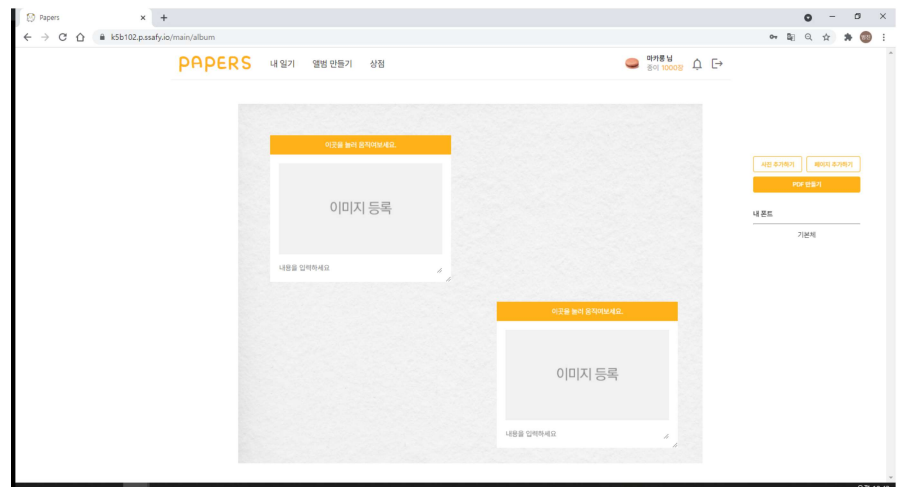 Papers
k5b102.p.ssafy.io/main/album
PAPERS
내 일기 앨범 만들기 상점
마카롱 님
종이 1000장
이곳을 눌러 움직여보세요.
이미지 등록
내용을 입력하세요
사진 추가하기 페이지 추가하기
PDF 만들기
내 폰트
기본체
이곳을 눌러 움직여보세요.
이미지 등록
내용을 입력하세요